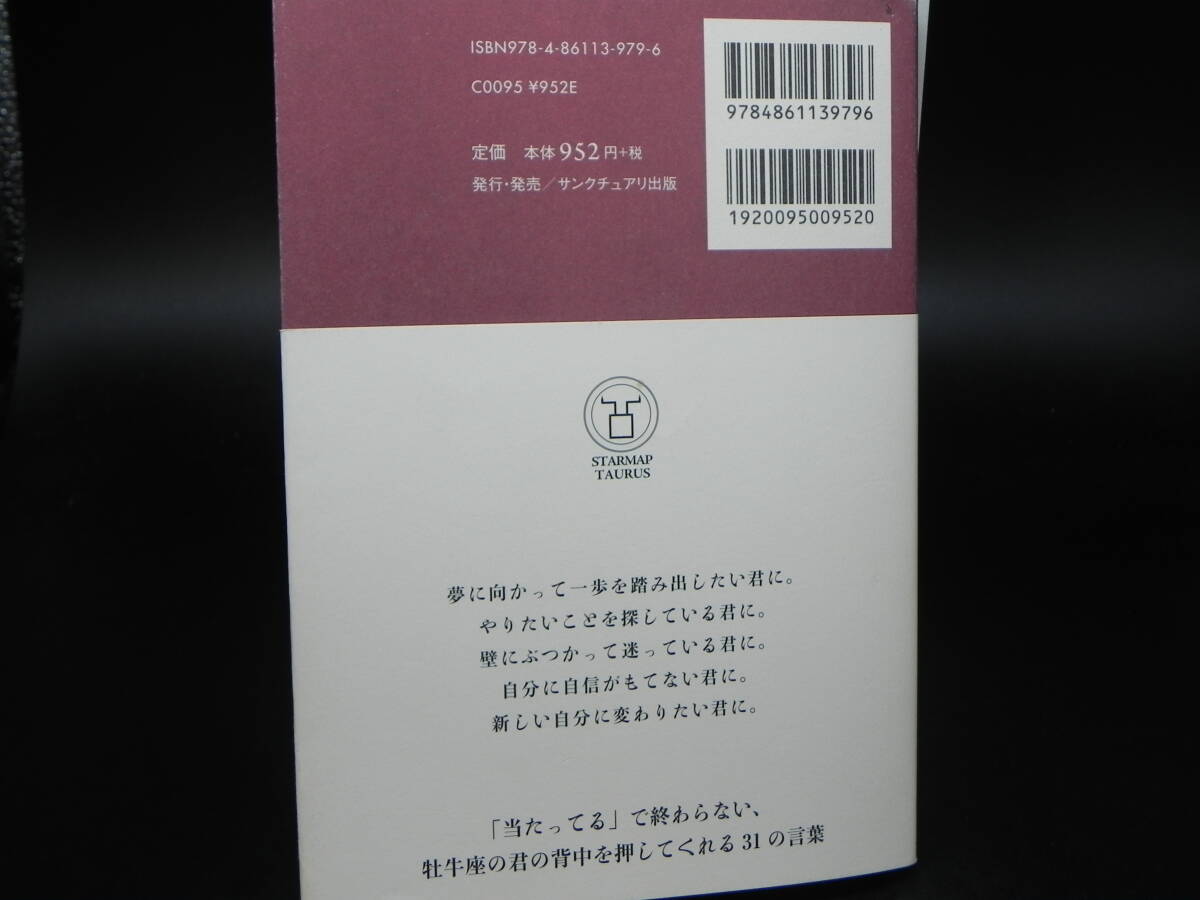 ISBN978-4-86113-979-6
C0095 ¥952E
定価 本体952円+税
発行・発売/サンクチュアリ出版
9784861139796
1920095009520
STARMAP
TAURUS
夢に向かって一歩を踏み出したい君に。
やりたいことを探している君に。
壁にぶつかって迷っている君に。
自分に自信がもてない君に。
新しい自分に変わりたい君に。
「当たってる」で終わらない、
牡牛座の君の背中を押してくれる31の言葉